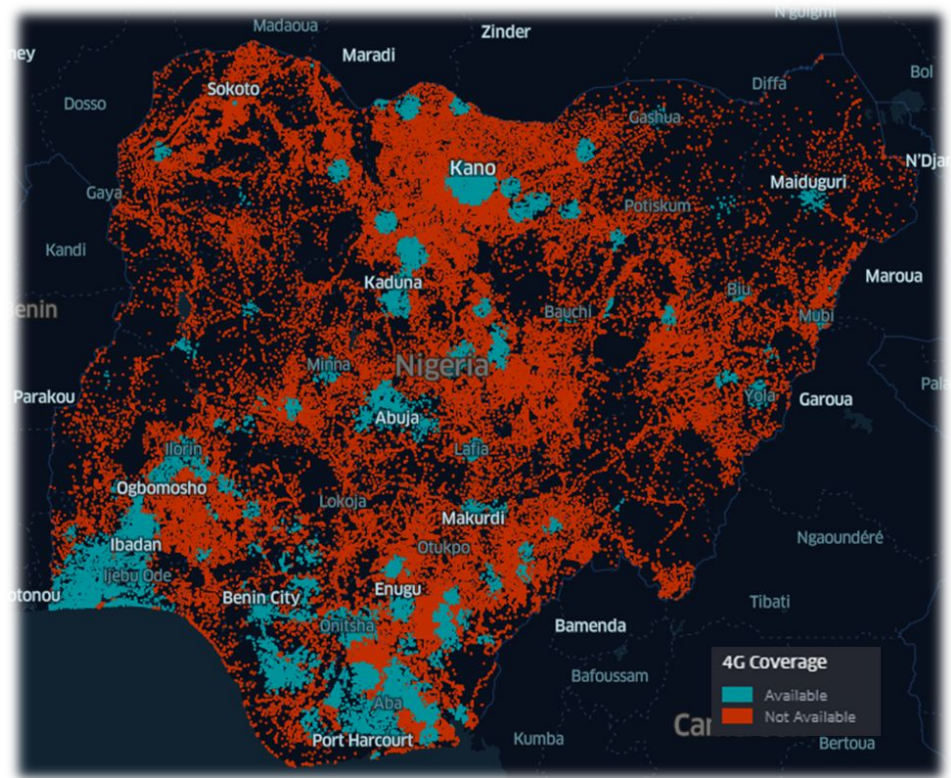 N'guigmi
Madaoua
Zinder
ney
Maradi
Bol
Diffa
Dosso
Sokoto
Gashua
N'Djar
Kano
Maiduguri
Gaya
Potiskum
Kandi
Maroua
Kaduna
Biu
enin
Bauchi
Mubi
Minna
Nigeria
Pala
Parakou
Yola
Garoua
Abuja
Ilorin
Lafia
Ogbomosho
Lokoja
Makurdi
Ibadan
Otukpo
Ngaoundéré
Ijebu Ode
Enugu
otonou
Benin City
Tibati
Onitsha
Bamenda
4G Coverage
Bafoussam
Available
Aba
Not Available
Port Harcourt
Kumba
Bertoua